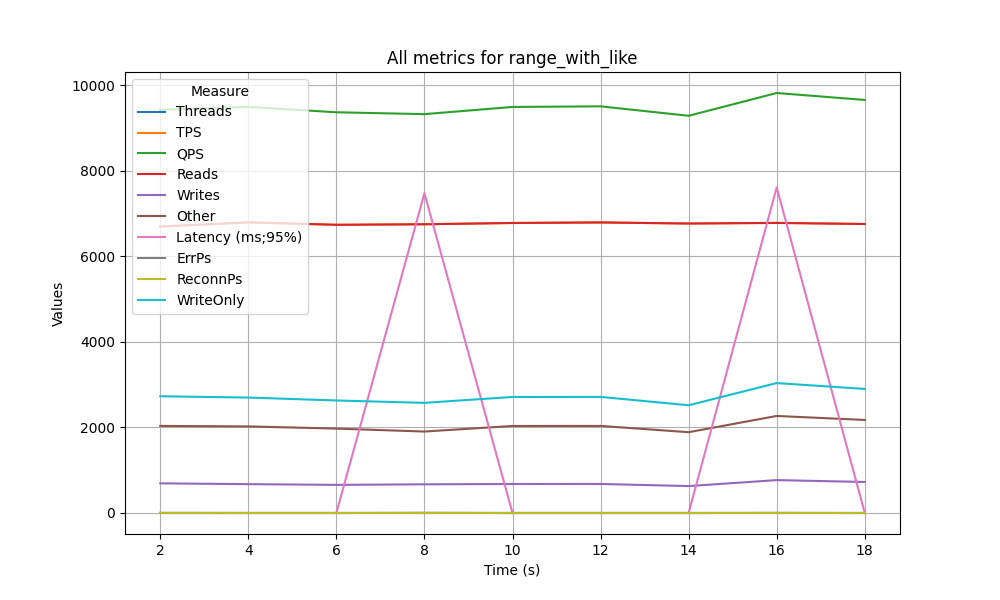 All metrics for range_with_like
10000
8000
6000
4000
2000
0
Values
Measure
Threads
TPS
QPS
Reads
Writes
Other
Latency (ms;95%)
ErrPs
ReconnPs
WriteOnly
2 4 6 8 10 12 14 16 18
Time (s)